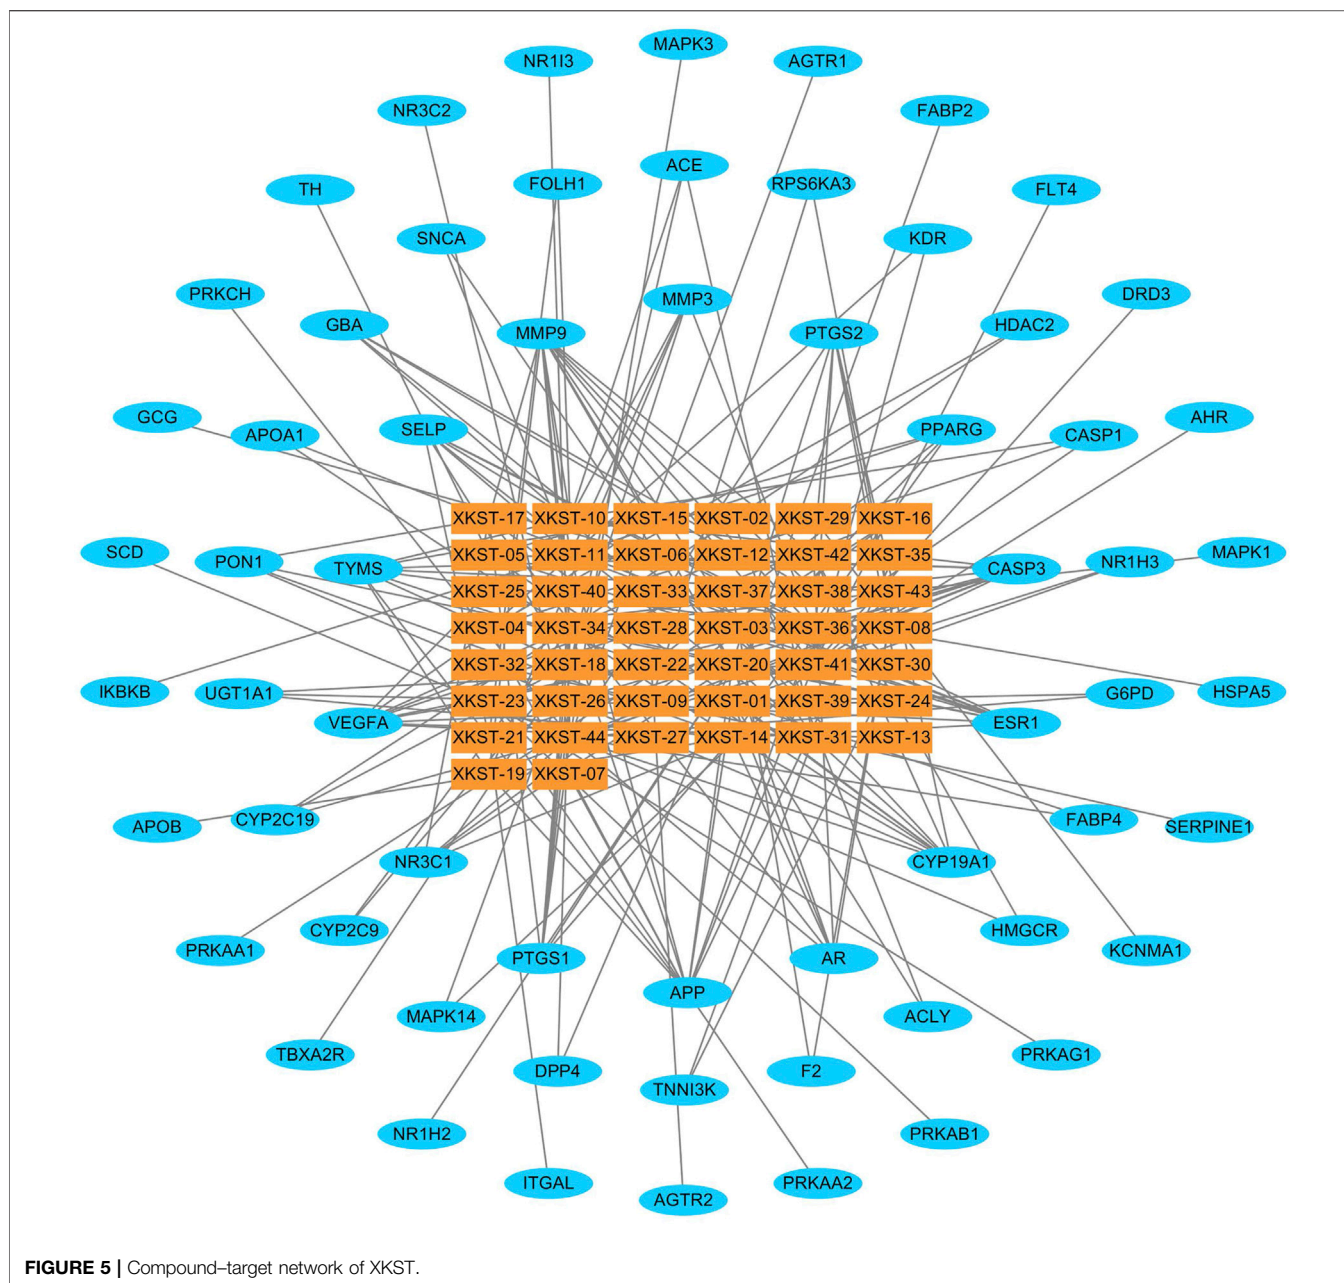 MAPK3
NR1I3
AGTR1
NR3C2
FABP2
ACE
FOLH1
RPS6KA3
TH
FLT4
SNCA
KDR
PRKCH
DRD3
MMP3
GBA
HDAC2
MMP9
PTGS2
GCG
AHR
SELP
PPARG
APOA1
CASP1
XKST-17 XKST-10 XKST-15 XKST-02 XKST-29 XKST-16
SCD
MAPK1
XKST-05 XKST-11 XKST-06 XKST-12 XKST-42 XKST-35
PON1
NR1H3
TYMS
CASP3
XKST-25 XKST-40 XKST-33 XKST-37 XKST-38 XKST-43
XKST-04 XKST-34 XKST-28 XKST-03 XKST-36 XKST-08
XKST-32 XKST-18 XKST-22 XKST-20 XKST-41 XKST-30
IKBKB
UGT1A1
G6PD
HSPA5
XKST-23 XKST-26 XKST-09 XKST-01 XKST-39 XKST-24
VEGFA
ESR1
XKST-21 XKST-44 XKST-27 XKST-14 XKST-31 XKST-13
XKST-19 XKST-07
APOB
CYP2C19
FABP4
SERPINE1
NR3C1
CYP19A1
CYP2C9
HMGCR
PRKAA1
KCNMA1
PTGS1
AR
APP
MAPK14
ACLY
TBXA2R
PRKAG1
DPP4
F2
TNNI3K
NR1H2
PRKAB1
ITGAL
PRKAA2
AGTR2
FIGURE 5 | Compound–target network of XKST.